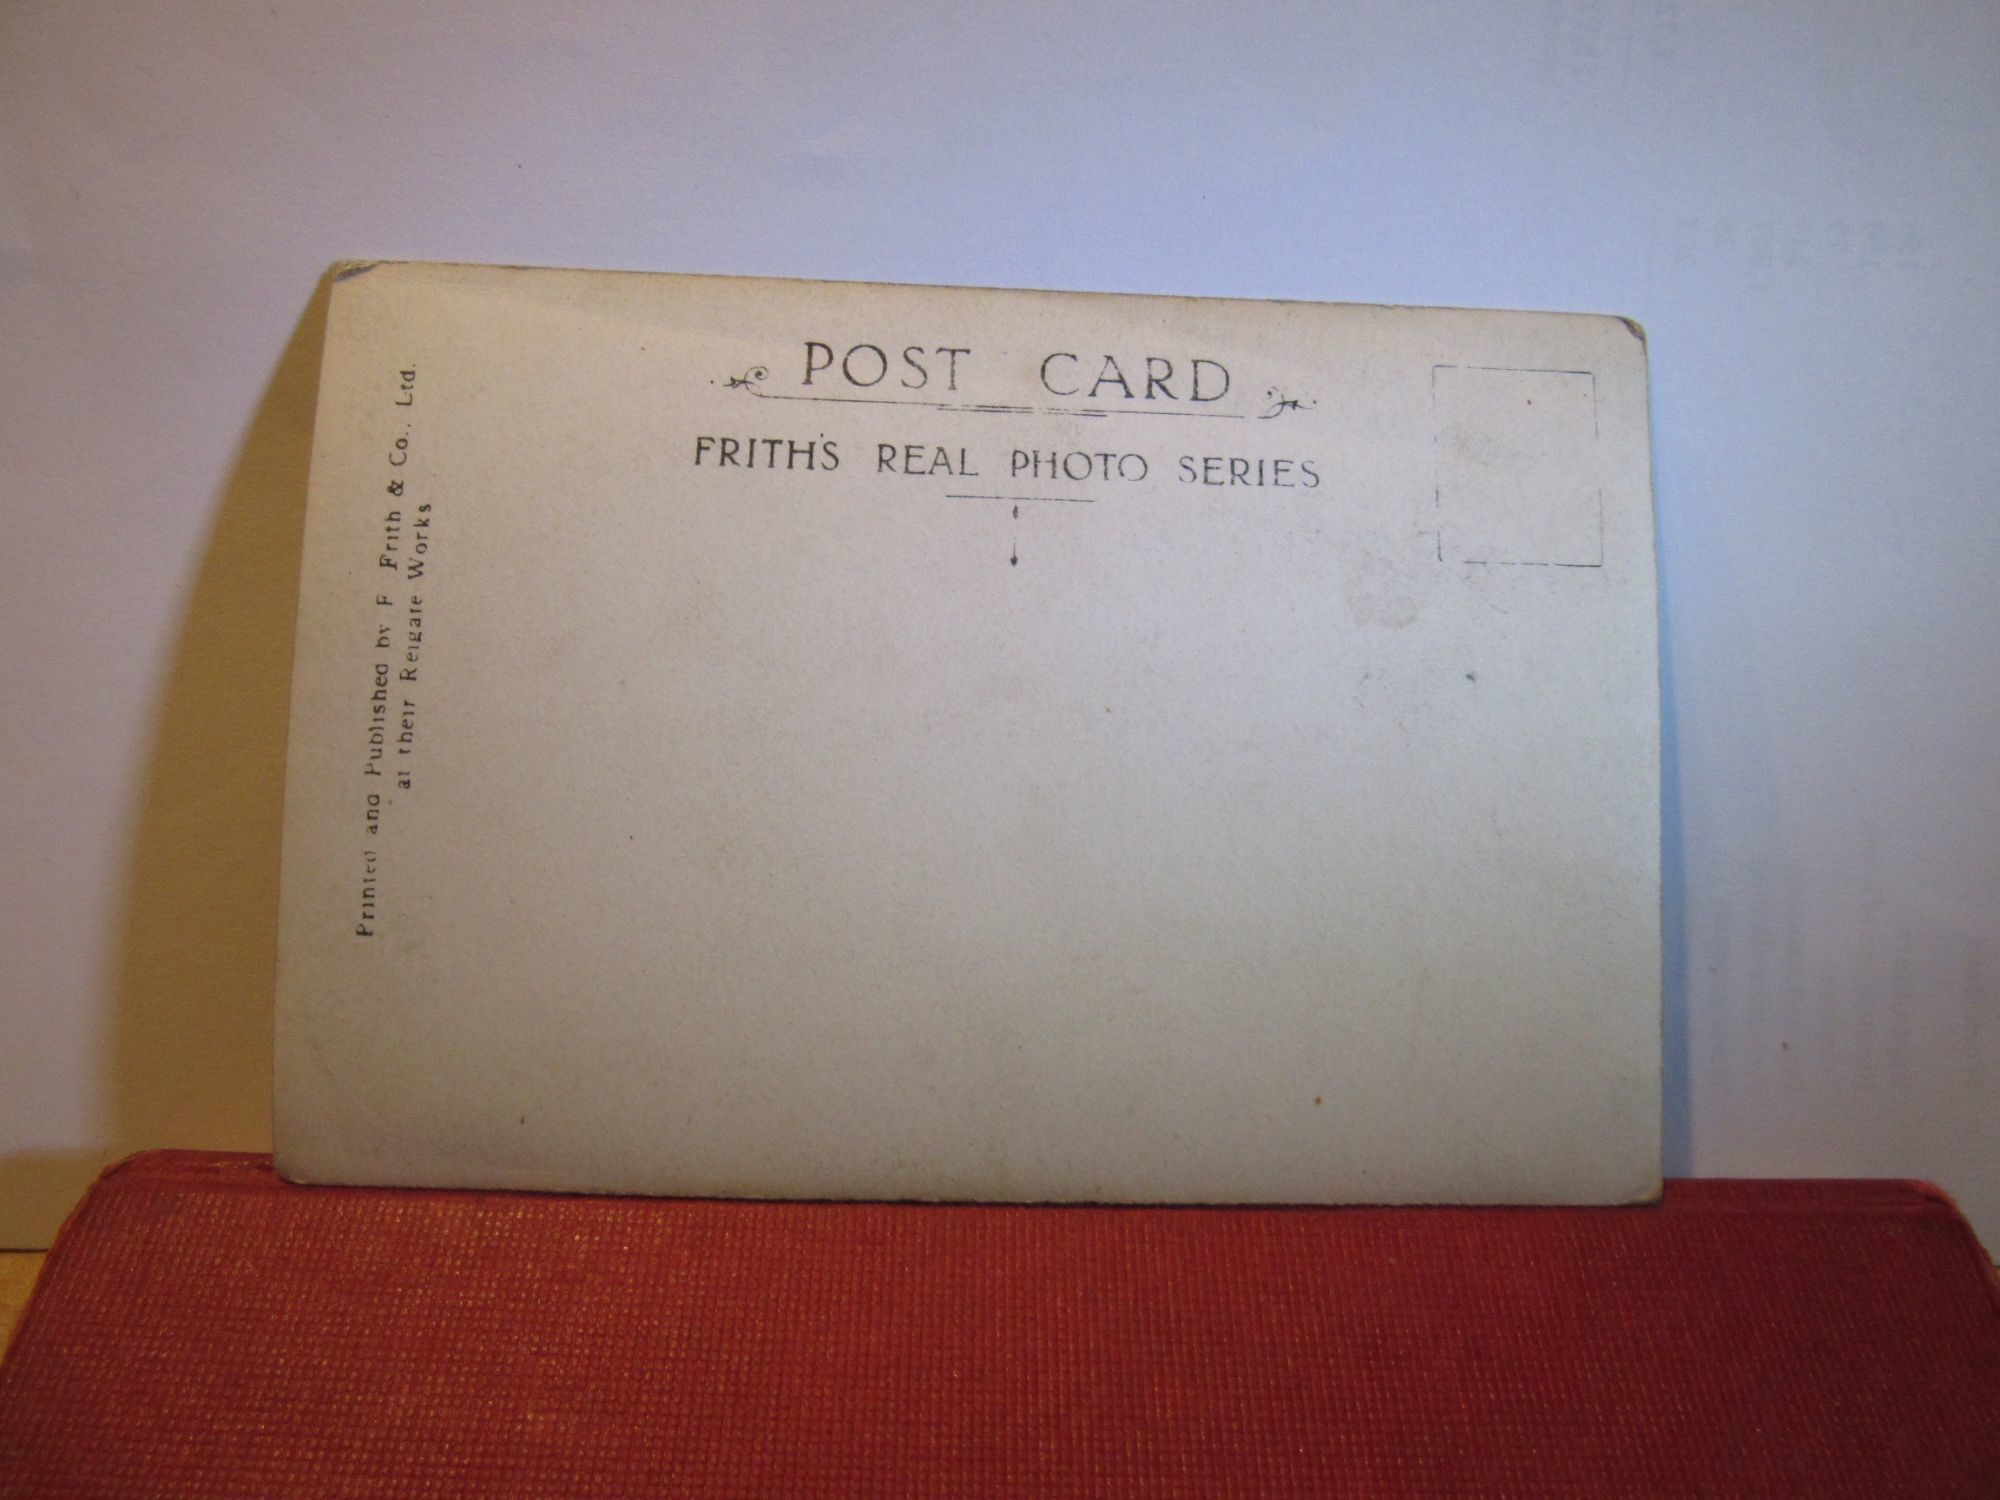 POST CARD
FRITH'S REAL PHOTO SERIES
Printed and Published by F Frith & Co., Ltd.
at their Reigate Works